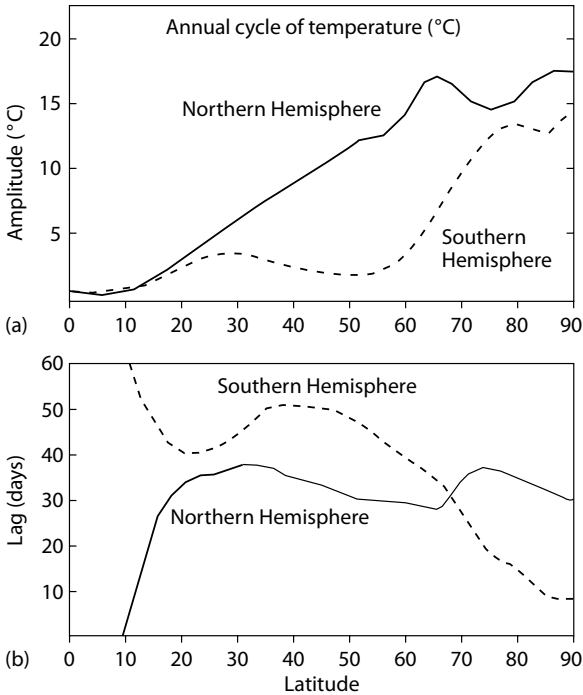 Annual cycle of temperature (°C)
20
15
10
5
Amplitude (°C)
Northern Hemisphere
Southern
Hemisphere
0 10 20 30 40 50 60 70 80 90
(a)
60
50
40
30
20
10
Lag (days)
Southern Hemisphere
Northern Hemisphere
0 10 20 30 40 50 60 70 80 90
(b)
Latitude